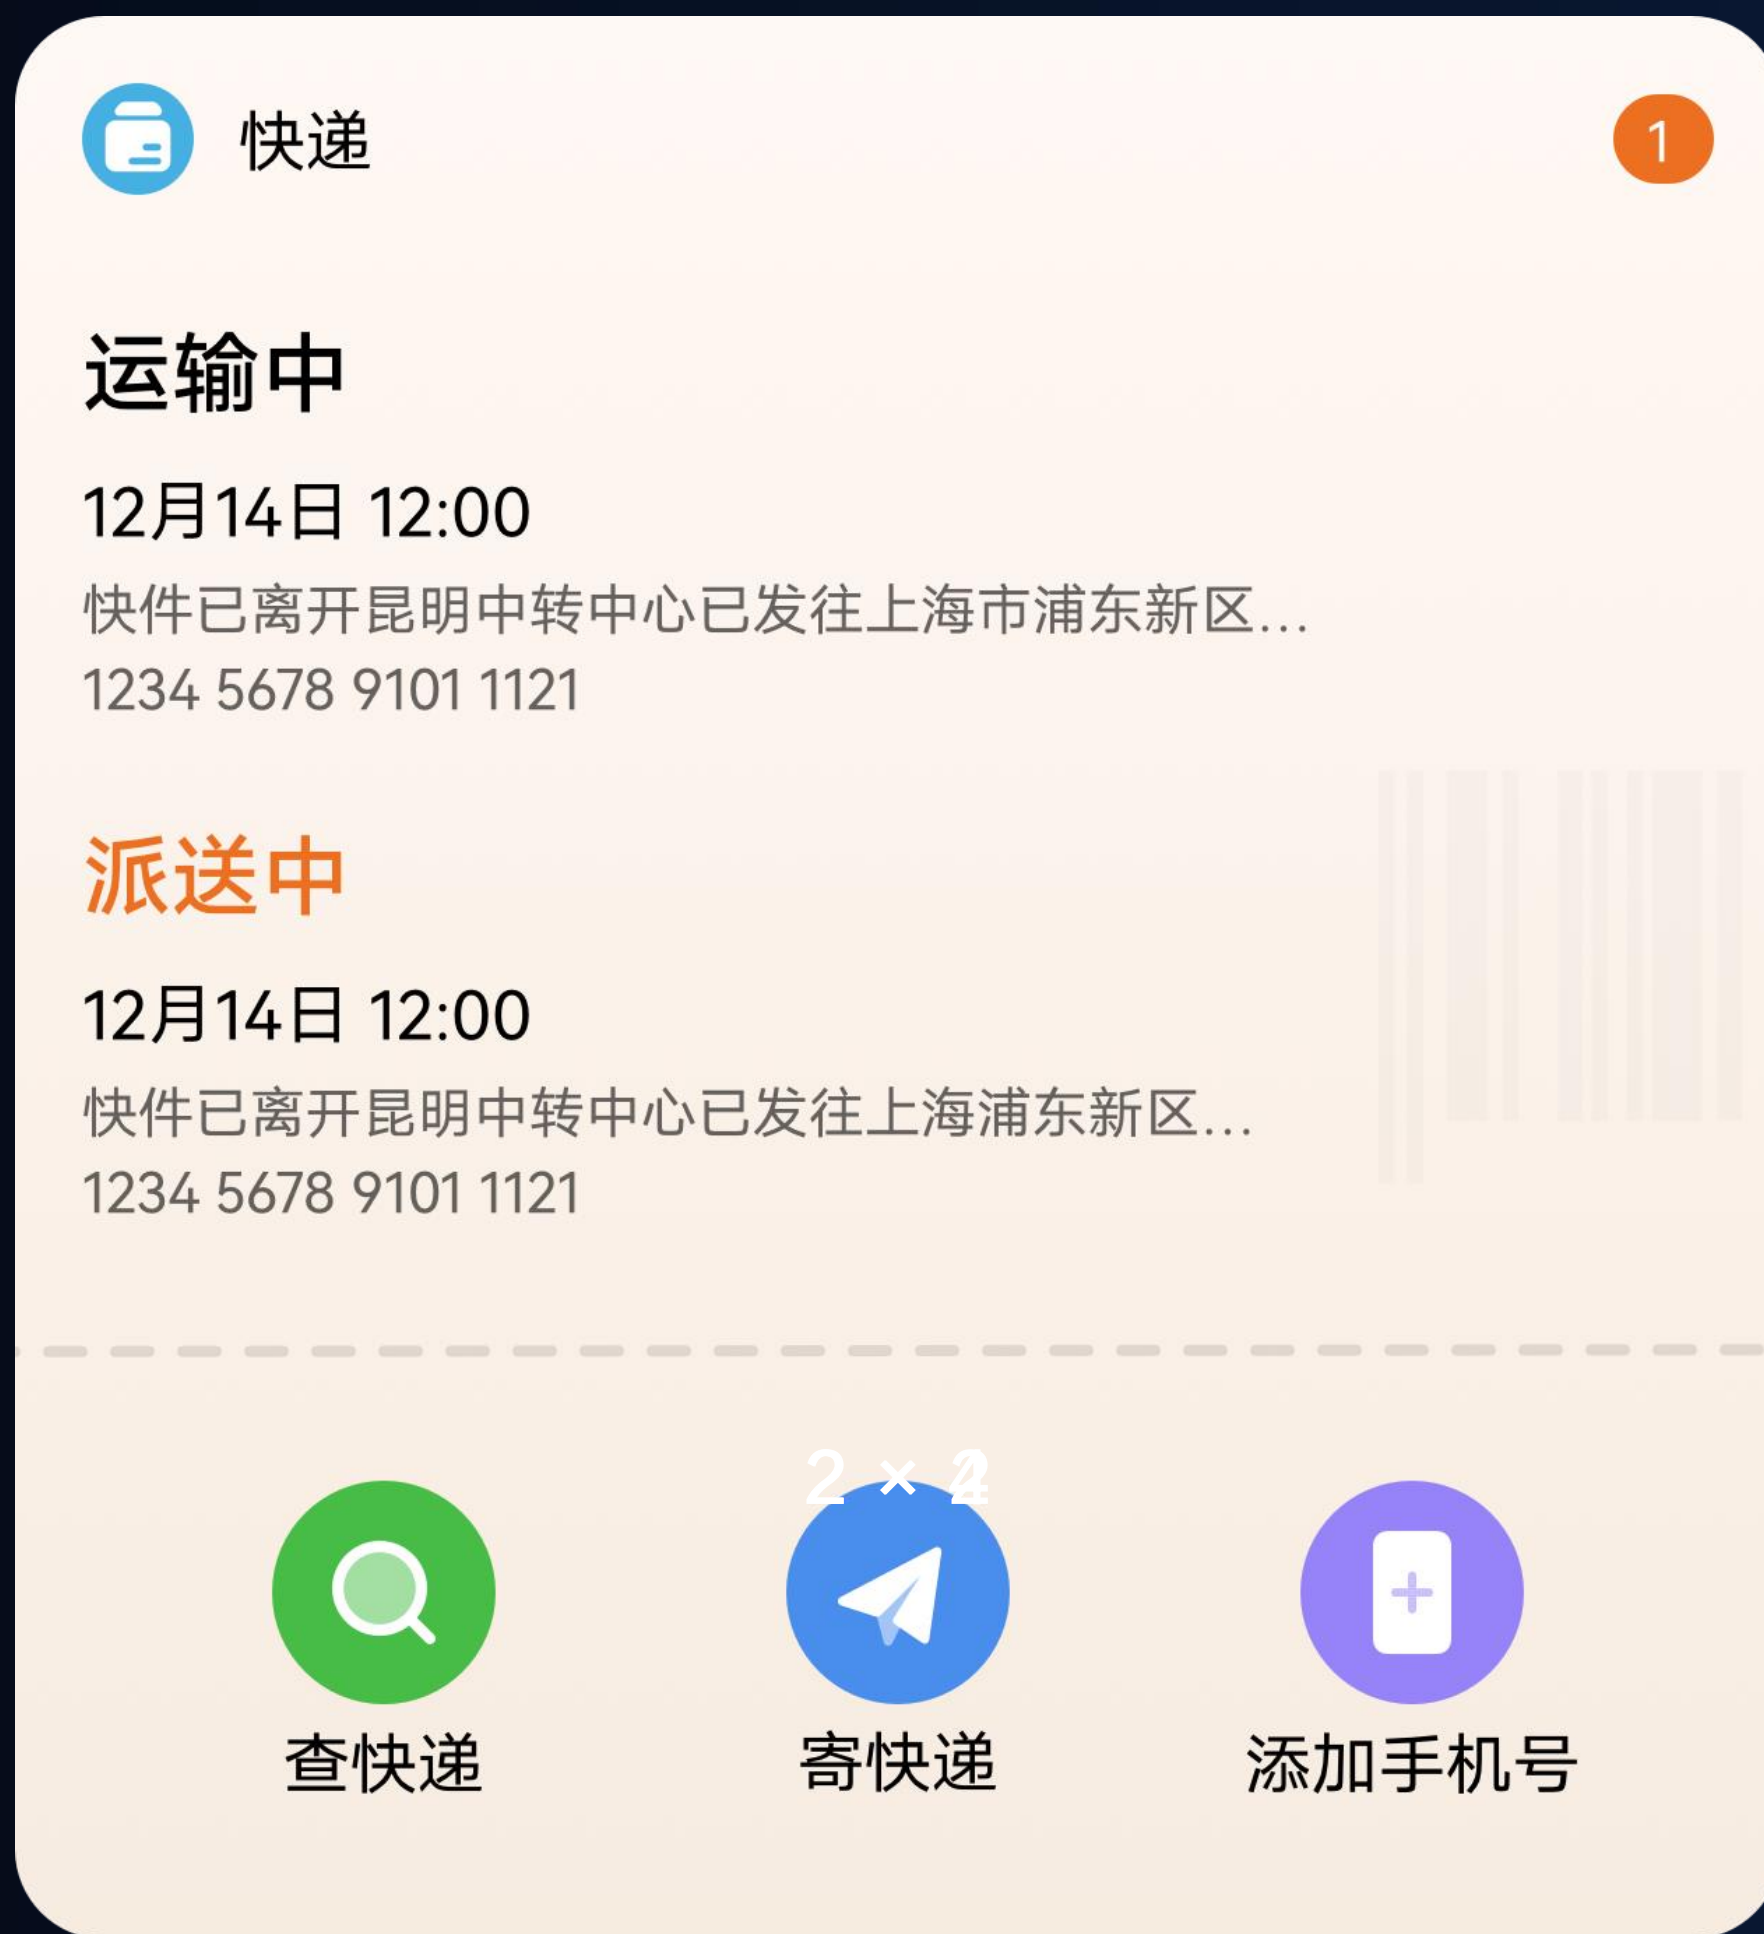 快递
1
运输中
12月14日 12:00
快件已离开昆明中转中心已发往上海市浦东新区...
1234 5678 9101 1121
派送中
12月14日 12:00
快件已离开昆明中转中心已发往上海浦东新区...
1234 5678 9101 1121
2 ×
查快递 寄快递 添加手机号